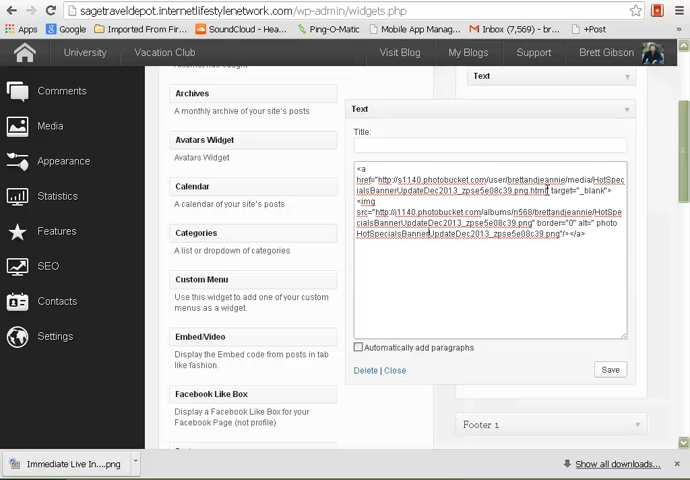 sagetraveldepot.internetlifestylenetwork.com/wp-admin/widgets.php
Apps Google Imported From Fire... SoundCloud - Hea... Ping-O-Matic Mobile App Manag... Inbox (7,569) - br... +Post
University Vacation Club Visit Blog My Blogs Support Brett Gibson
Comments
Media
Appearance
Statistics
Features
SEO
Contacts
Settings
Archives
A monthly archive of your site's posts
Avatars Widget
Avatars Widget
Calendar
A calendar of your site's posts
Categories
A list or dropdown of categories
Custom Menu
Use this widget to add one of your custom
menus as a widget.
Embed/Video
Display the Embed code from posts in tab
like fashion.
Facebook Like Box
Display a Facebook Like Box for your
Facebook Page (not profile)
Text
Text
Title:
<a
href="http://s1140.photobucket.com/user/brettandjeannie/media/HotSpec
ialsBannerUpdateDec2013_zpse5e08c39.png.html" target="_blank">
<img
src="http://i1140.photobucket.com/albums/n568/brettandjeannie/HotSpe
cialsBannerUpdateDec2013_zpse5e08c39.png" border="0" alt=" photo
HotSpecialsBannerUpdateDec2013_zpse5e08c39.png"/></a>
Automatically add paragraphs
Delete | Close Save
Footer 1
Immediate Live In....png
Show all downloads...